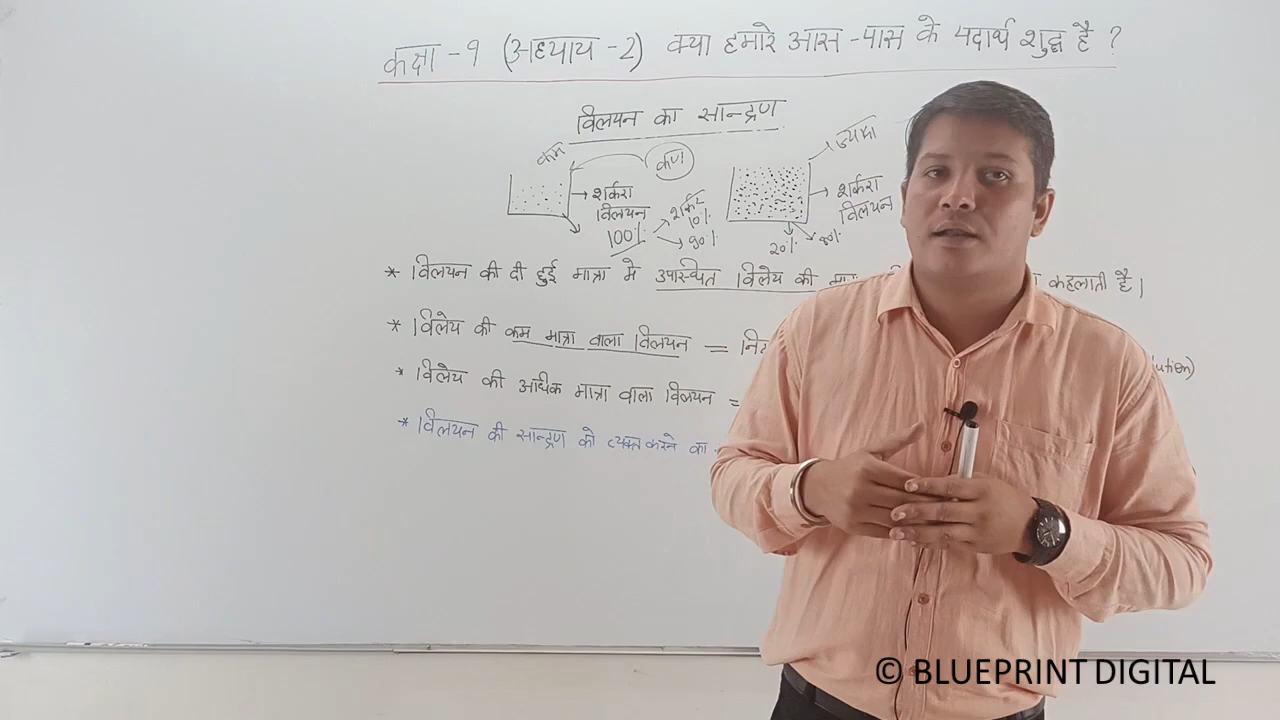 कक्षा - 9 (अध्याय - 2) क्या हमारे आस - पास के पदार्थ शुद्ध है ?
विलयन का सान्द्रण
कम
कण
शर्करा
विलयन
100%
शर्करा
10%
90%
ज्यादा
शर्करा
विलयन
20%
80%
* विलयन की दी हुई मात्रा मे उपस्थित विलेय की कहलाती है।
* विलेय की कम मात्रा वाला विलयन =
* विलेय की अधिक मात्रा वाला विलयन =
* विलयन की सान्द्रण को व्यक्त करने का
© BLUEPRINT DIGITAL